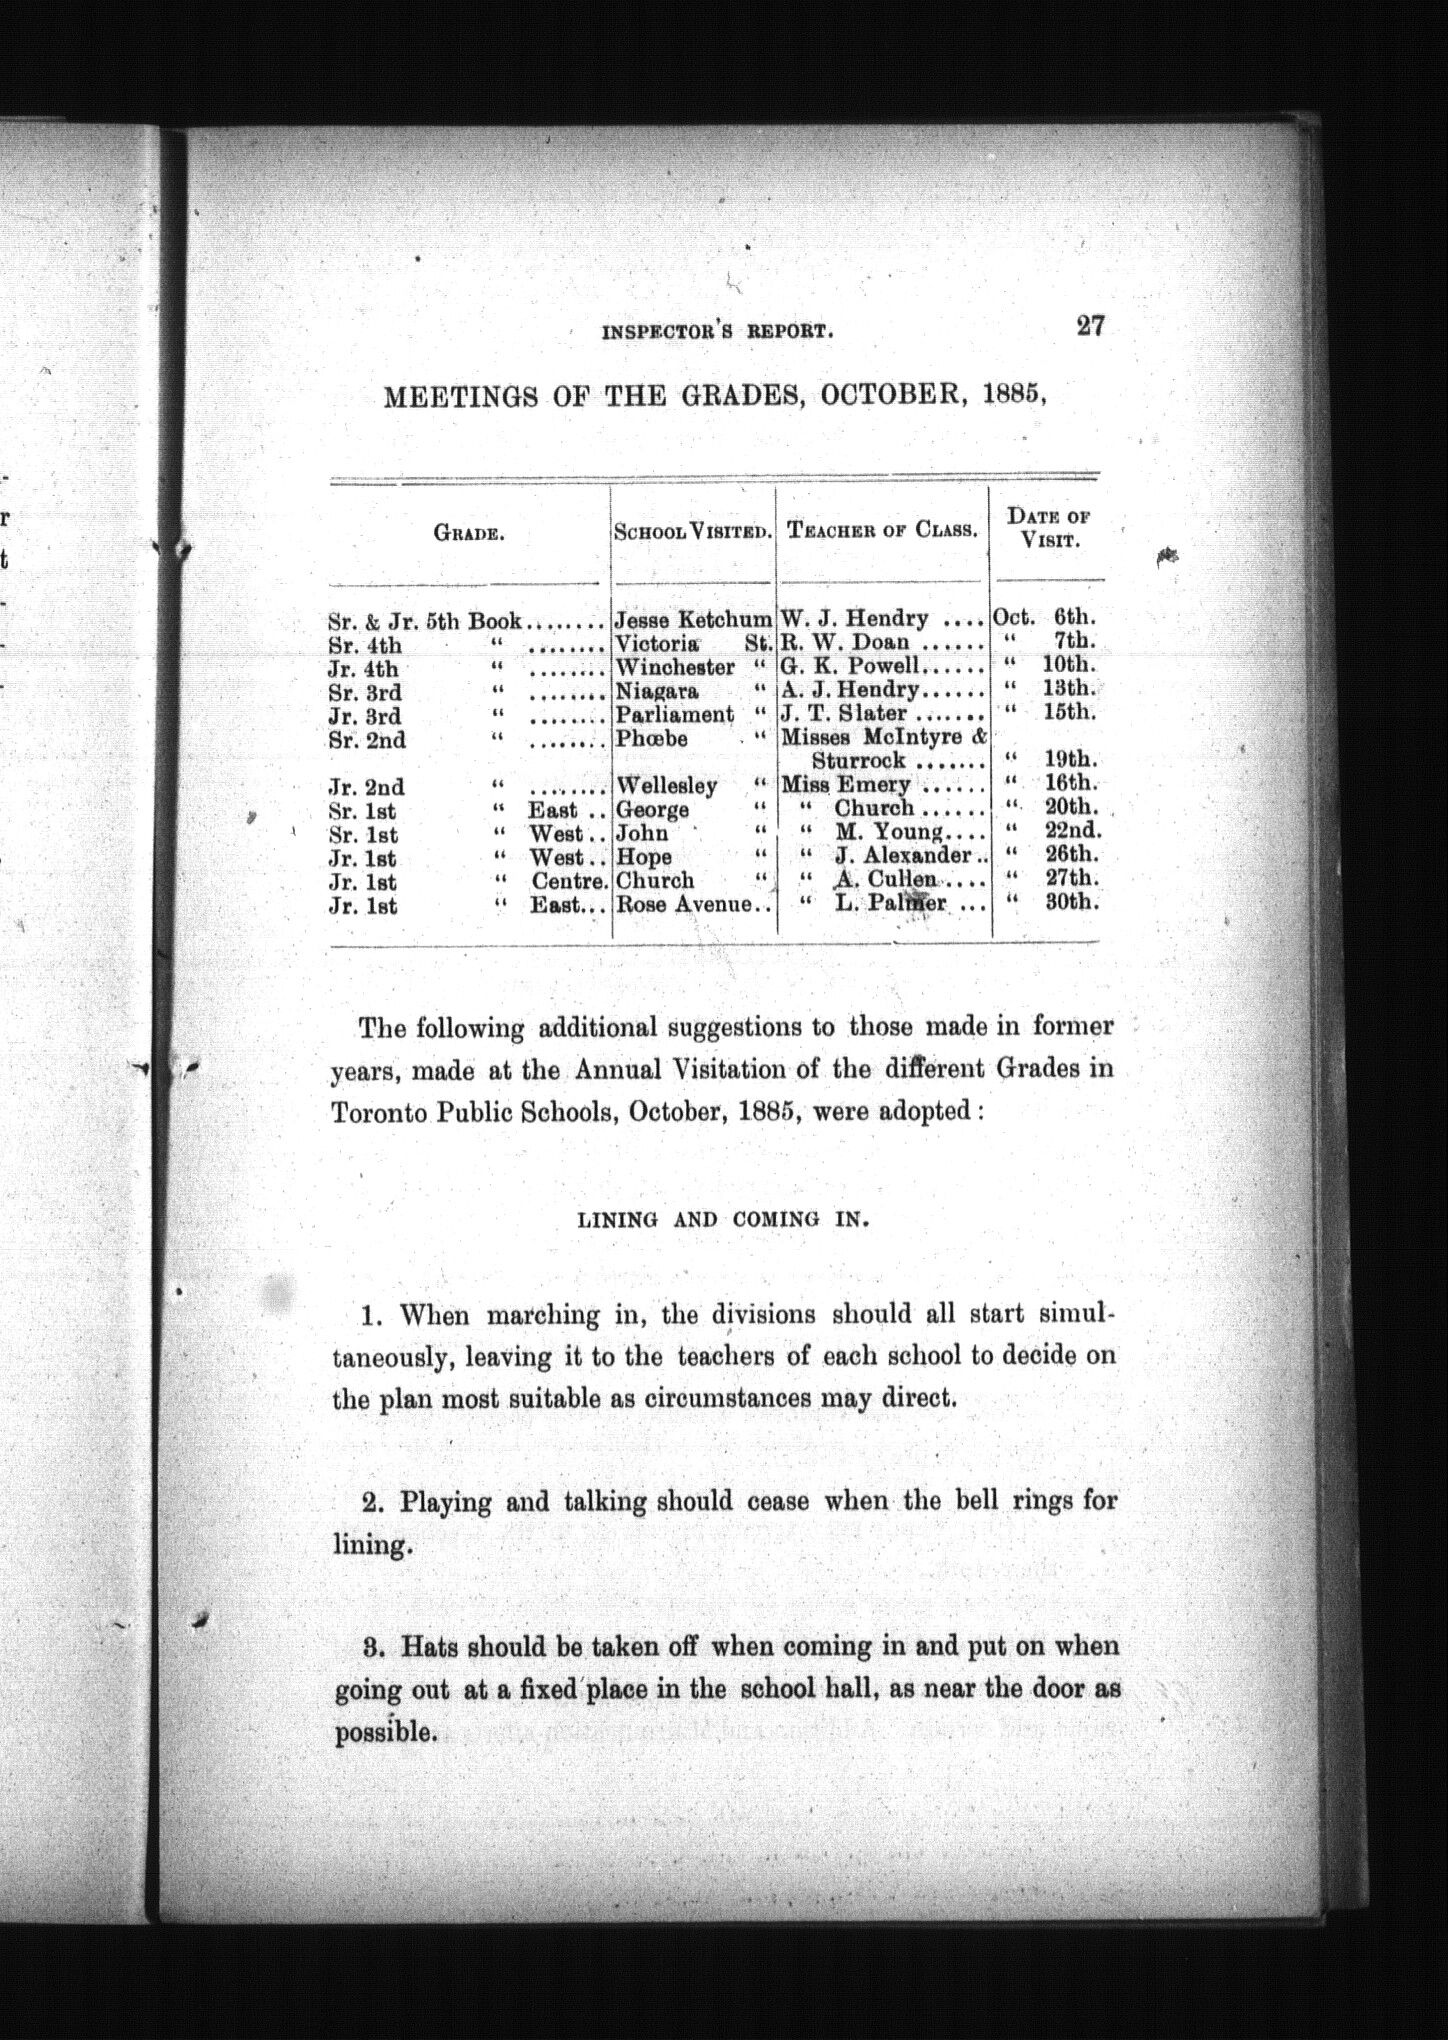 INSPECTOR'S REPORT. 27
MEETINGS OF THE GRADES, OCTOBER, 1885,
GRADE. SCHOOL VISITED. TEACHER OF CLASS. DATE OF VISIT.
Sr. & Jr. 5th Book........ Jesse Ketchum W. J. Hendry .... Oct. 6th.
Sr. 4th " ........ Victoria St. R. W. Doan ...... " 7th.
Jr. 4th " ........ Winchester " G. K. Powell...... " 10th.
Sr. 3rd " ........ Niagara " A. J. Hendry...... " 13th.
Jr. 3rd " ........ Parliament " J. T. Slater ....... " 15th.
Sr. 2nd " ........ Phœbe " Misses McIntyre &
Sturrock ....... " 19th.
Jr. 2nd " ........ Wellesley " Miss Emery ...... " 16th.
Sr. 1st " East .. George " " Church ...... " 20th.
Sr. 1st " West.. John " " M. Young.... " 22nd.
Jr. 1st " West.. Hope " " J. Alexander.. " 26th.
Jr. 1st " Centre. Church " " A. Cullen.... " 27th.
Jr. 1st " East... Rose Avenue.. " L. Palmer ... " 30th.
The following additional suggestions to those made in former
years, made at the Annual Visitation of the different Grades in
Toronto Public Schools, October, 1885, were adopted:
LINING AND COMING IN.
1. When marching in, the divisions should all start simul-
taneously, leaving it to the teachers of each school to decide on
the plan most suitable as circumstances may direct.
2. Playing and talking should cease when the bell rings for
lining.
3. Hats should be taken off when coming in and put on when
going out at a fixed place in the school hall, as near the door as
possible.